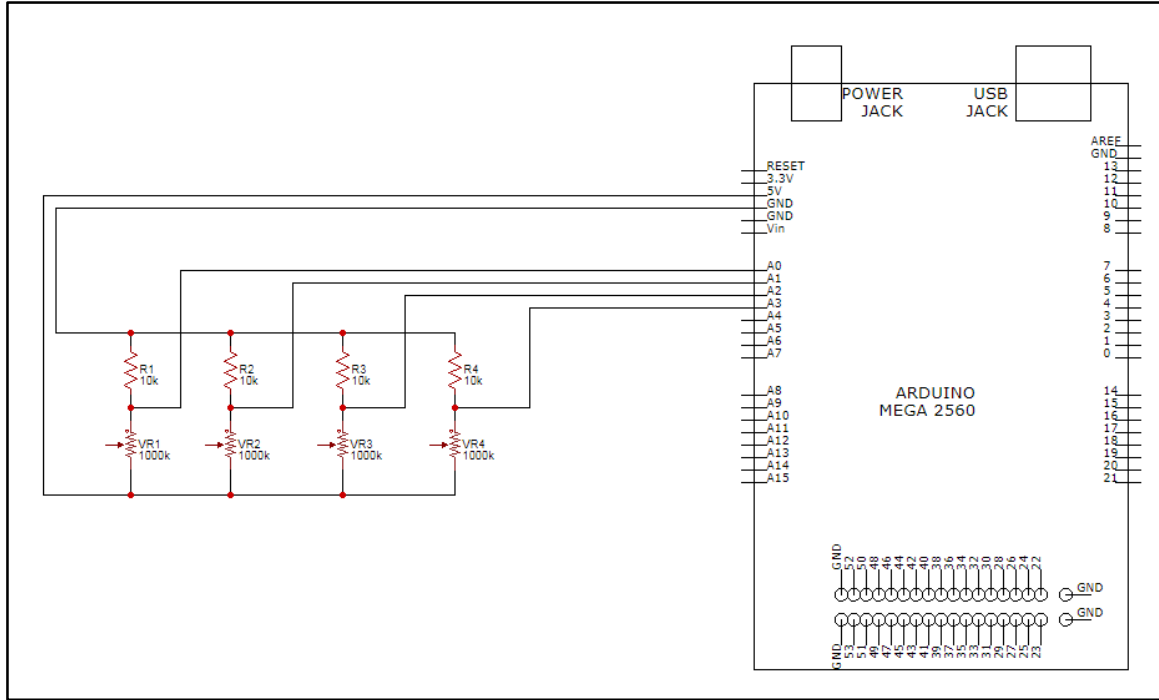 POWER
JACK
USB
JACK
RESET
3.3V
5V
GND
GND
Vin
AREF
GND
13
12
11
10
9
8
A0
A1
A2
A3
A4
A5
A6
A7
7
6
5
4
3
2
1
0
R1
10k
R2
10k
R3
10k
R4
10k
VR1
1000k
VR2
1000k
VR3
1000k
VR4
1000k
A8
A9
A10
A11
A12
A13
A14
A15
ARDUINO
MEGA 2560
14
15
16
17
18
19
20
21
GND 52 50 48 46 44 42 40 38 36 34 32 30 28 26 24 22
GND
GND
GND 53 51 49 47 45 43 41 39 37 35 33 31 29 27 25 23